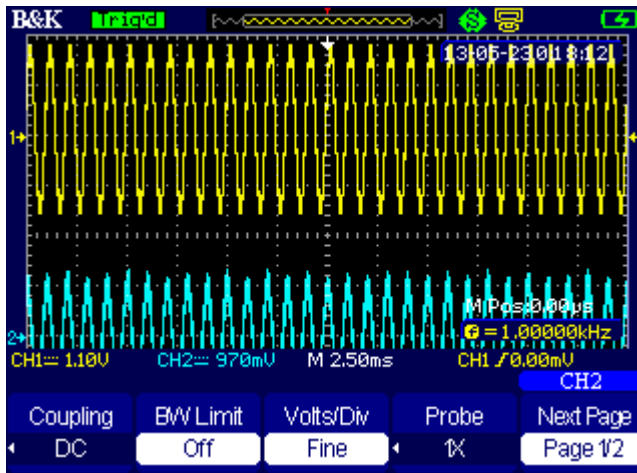 B&K Trig'd
13-05-23 01:18:12
1
M Pos:0.00µs
2
f = 1.00000kHz
CH1 1.10V CH2 970mV M 2.50ms CH1 0.00mV
CH2
Coupling BW Limit Volts/Div Probe Next Page
DC Off Fine 1X Page 1/2